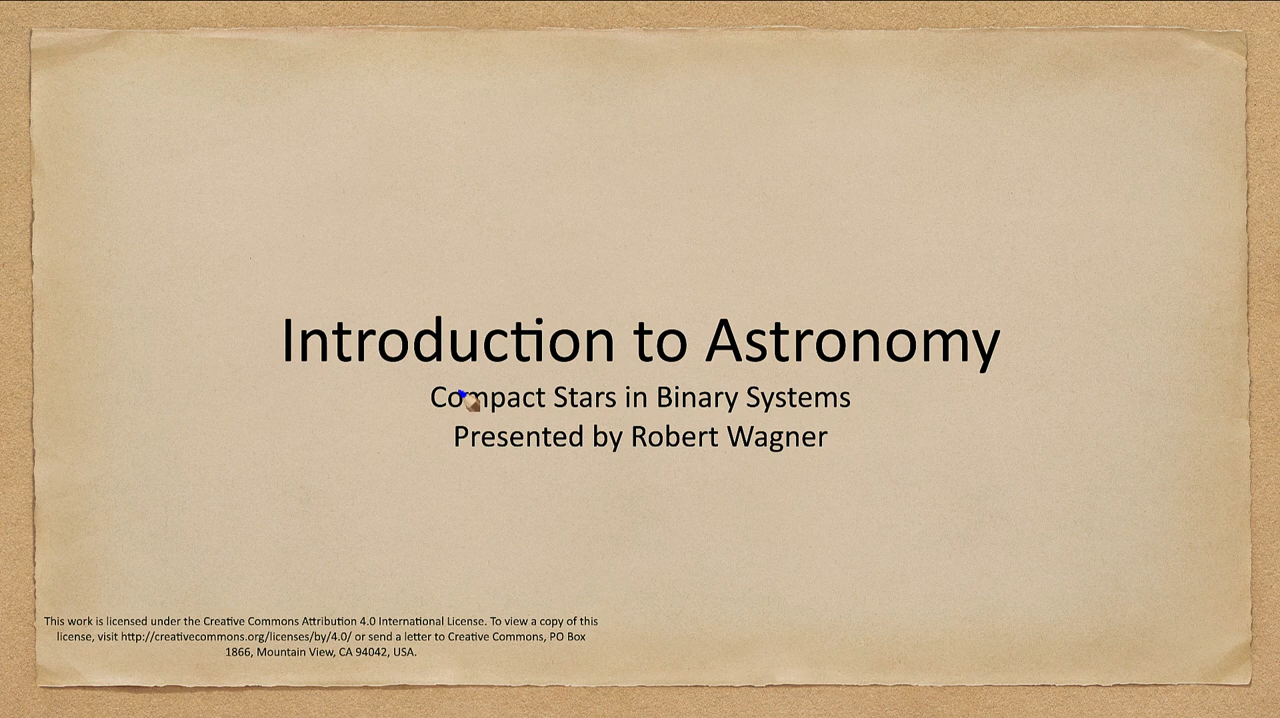 Introduction to Astronomy
Compact Stars in Binary Systems
Presented by Robert Wagner
This work is licensed under the Creative Commons Attribution 4.0 International License. To view a copy of this
license, visit http://creativecommons.org/licenses/by/4.0/ or send a letter to Creative Commons, PO Box
1866, Mountain View, CA 94042, USA.